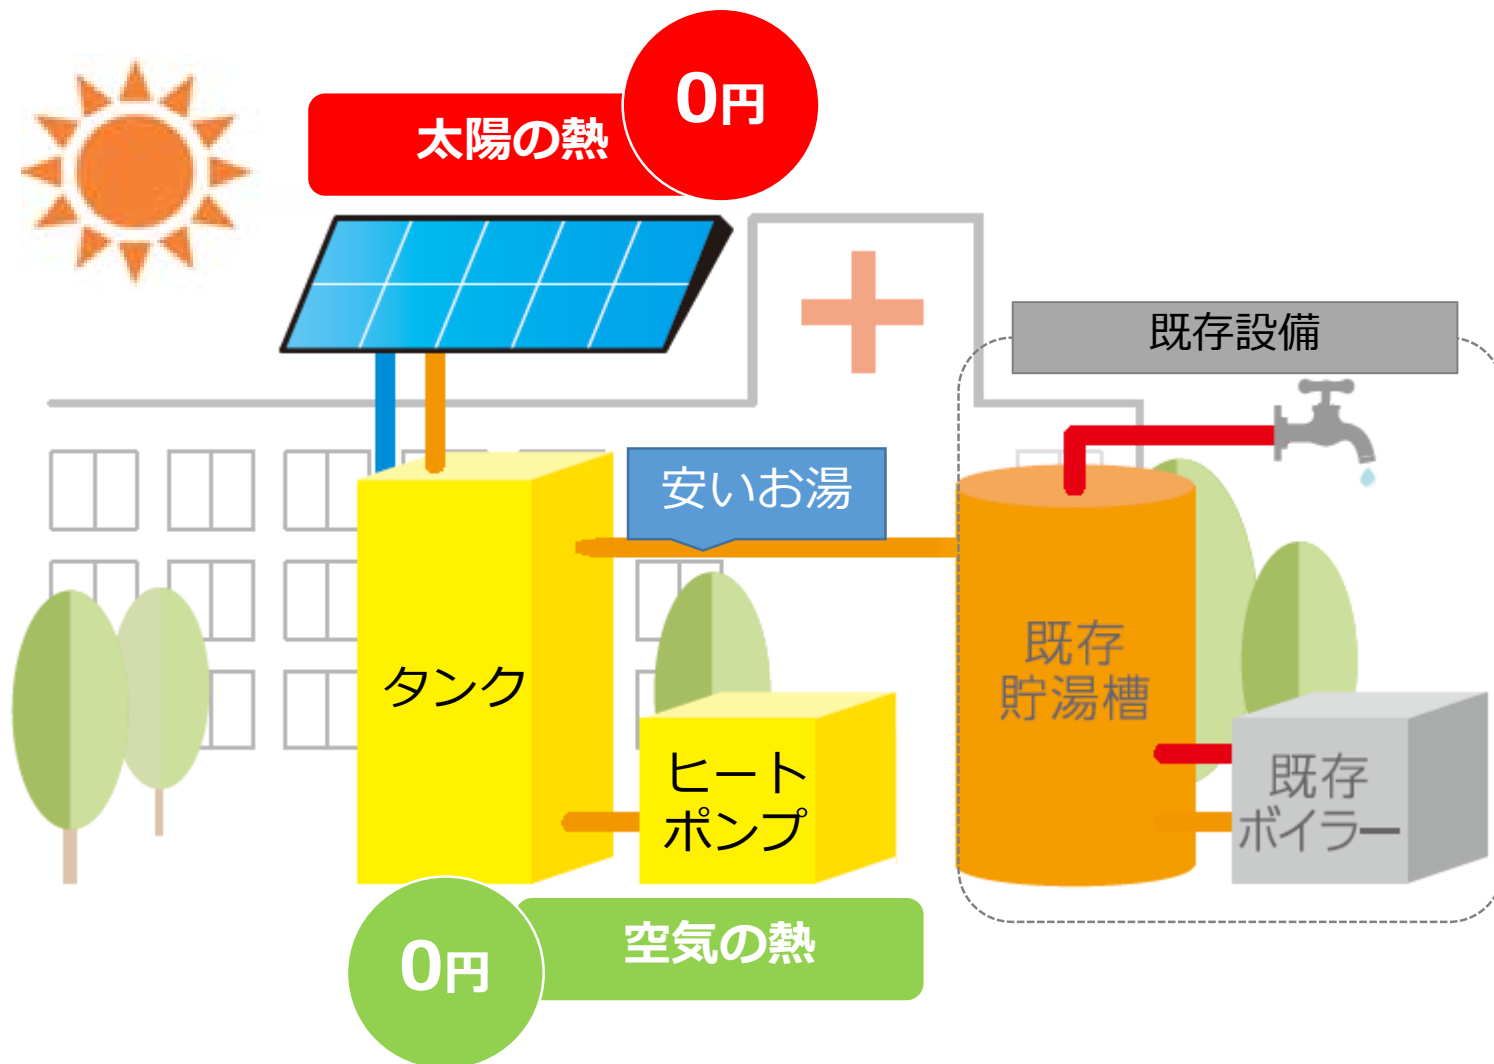 太陽の熱
0円
既存設備
安いお湯
タンク
ヒート
ポンプ
既存
貯湯槽
既存
ボイラー
0円
空気の熱